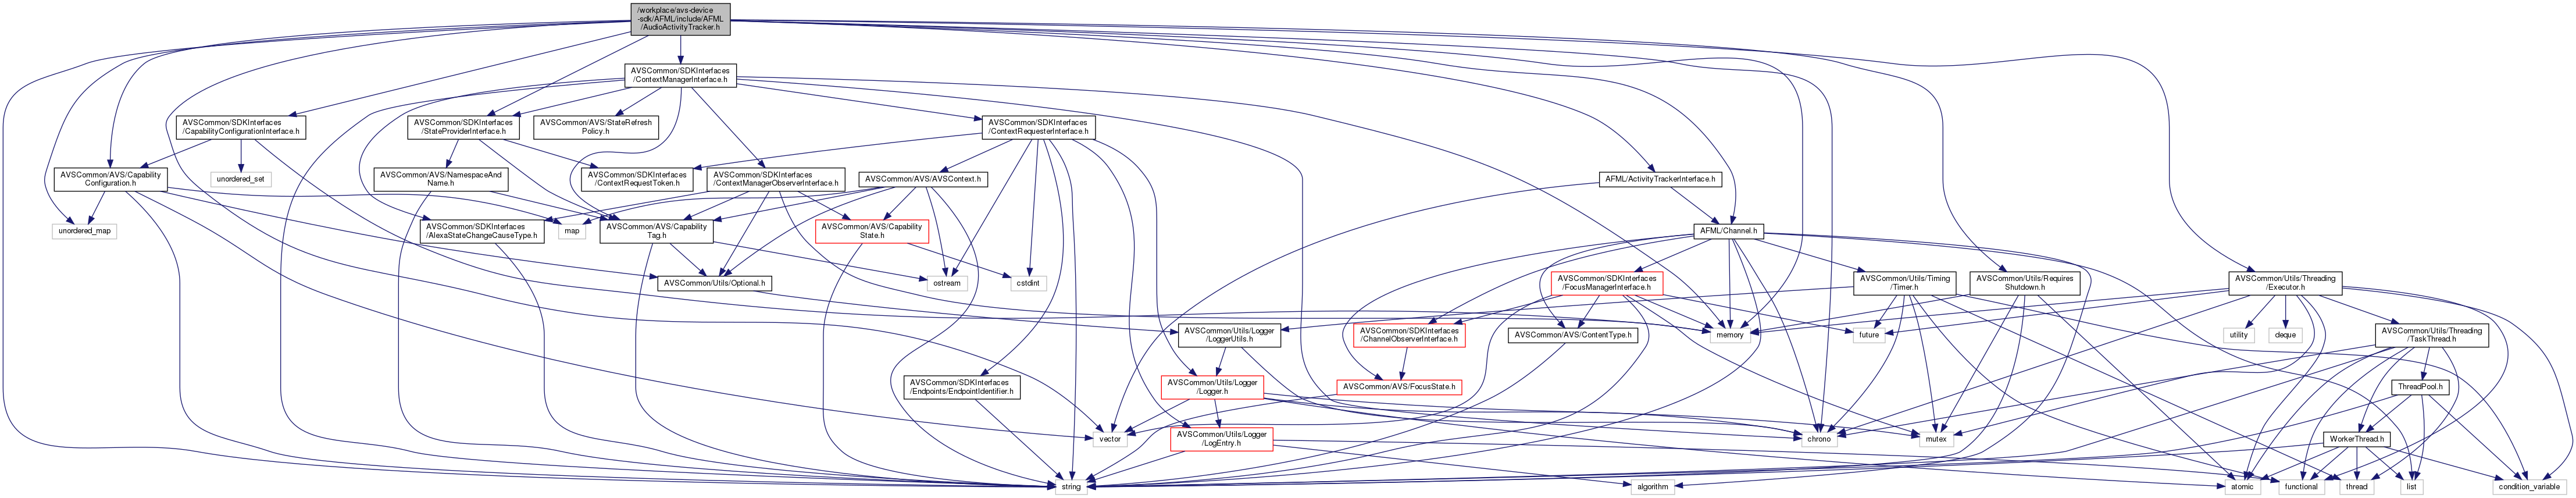 /workplace/avs-device
-sdk/AFML/include/AFML
/AudioActivityTracker.h
AVSCommon/SDKInterfaces
/ContextManagerInterface.h
AVSCommon/SDKInterfaces
/CapabilityConfigurationInterface.h
AVSCommon/SDKInterfaces
/StateProviderInterface.h
AVSCommon/AVS/StateRefresh
Policy.h
AVSCommon/SDKInterfaces
/ContextRequesterInterface.h
AVSCommon/AVS/Capability
Configuration.h
unordered_set
AVSCommon/AVS/NamespaceAnd
Name.h
AVSCommon/SDKInterfaces
/ContextRequestToken.h
AVSCommon/SDKInterfaces
/ContextManagerObserverInterface.h
AVSCommon/AVS/AVSContext.h
AFML/ActivityTrackerInterface.h
unordered_map
AVSCommon/SDKInterfaces
/AlexaStateChangeCauseType.h
map
AVSCommon/AVS/Capability
Tag.h
AVSCommon/AVS/Capability
State.h
AFML/Channel.h
AVSCommon/Utils/Optional.h
ostream
cstdint
AVSCommon/SDKInterfaces
/FocusManagerInterface.h
AVSCommon/Utils/Timing
/Timer.h
AVSCommon/Utils/Requires
Shutdown.h
AVSCommon/Utils/Threading
/Executor.h
AVSCommon/Utils/Logger
/LoggerUtils.h
AVSCommon/SDKInterfaces
/ChannelObserverInterface.h
AVSCommon/AVS/ContentType.h
memory
future
utility
deque
AVSCommon/Utils/Threading
/TaskThread.h
AVSCommon/SDKInterfaces
/Endpoints/EndpointIdentifier.h
AVSCommon/Utils/Logger
/Logger.h
AVSCommon/AVS/FocusState.h
ThreadPool.h
vector
AVSCommon/Utils/Logger
/LogEntry.h
chrono
mutex
WorkerThread.h
string
algorithm
atomic
functional
thread
list
condition_variable